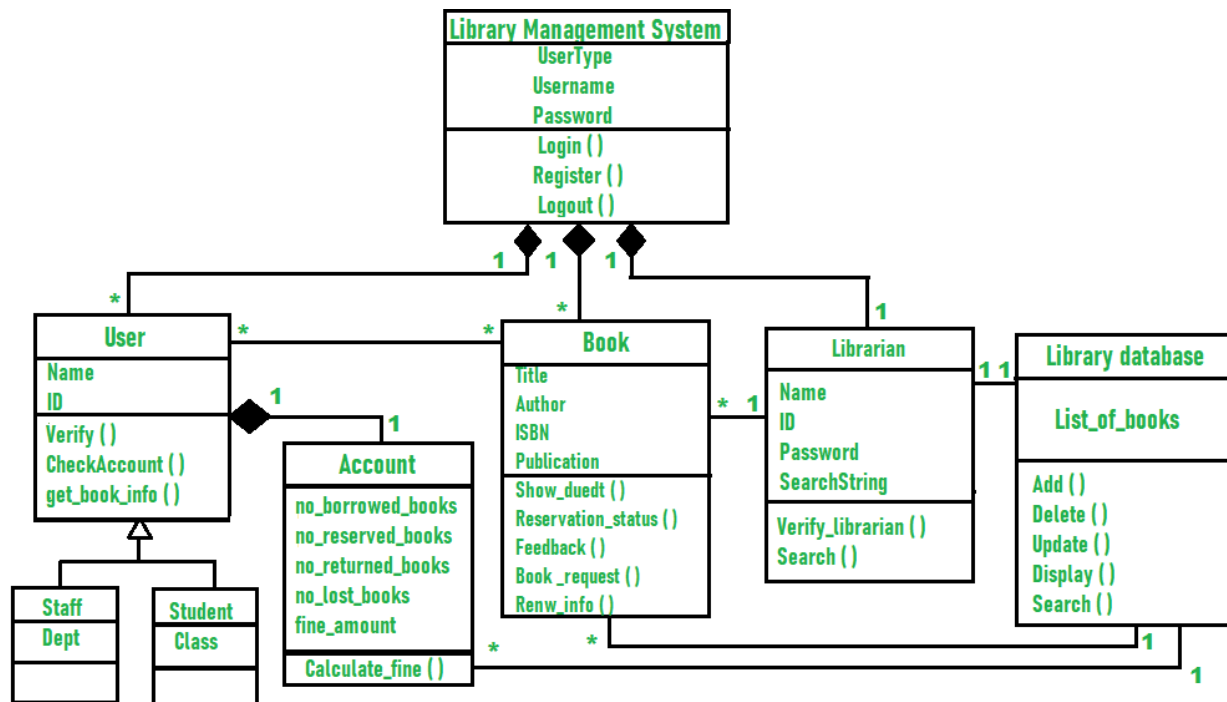 Library Management System
UserType
Username
Password
Login ( )
Register ( )
Logout ( )
1
1
1
*
*
1
User
Name
ID
Verify ( )
CheckAccount ( )
get_book_info ( )
*
*
1
1
Staff
Dept
Student
Class
Account
no_borrowed_books
no_reserved_books
no_returned_books
no_lost_books
fine_amount
Calculate_fine ( )
Book
Title
Author
ISBN
Publication
Show_duedt ( )
Reservation_status ( )
Feedback ( )
Book _request ( )
Renw_info ( )
*
1
Librarian
Name
ID
Password
SearchString
Verify_librarian ( )
Search ( )
1
1
Library database
List_of_books
Add ( )
Delete ( )
Update ( )
Display ( )
Search ( )
*
1
*
1